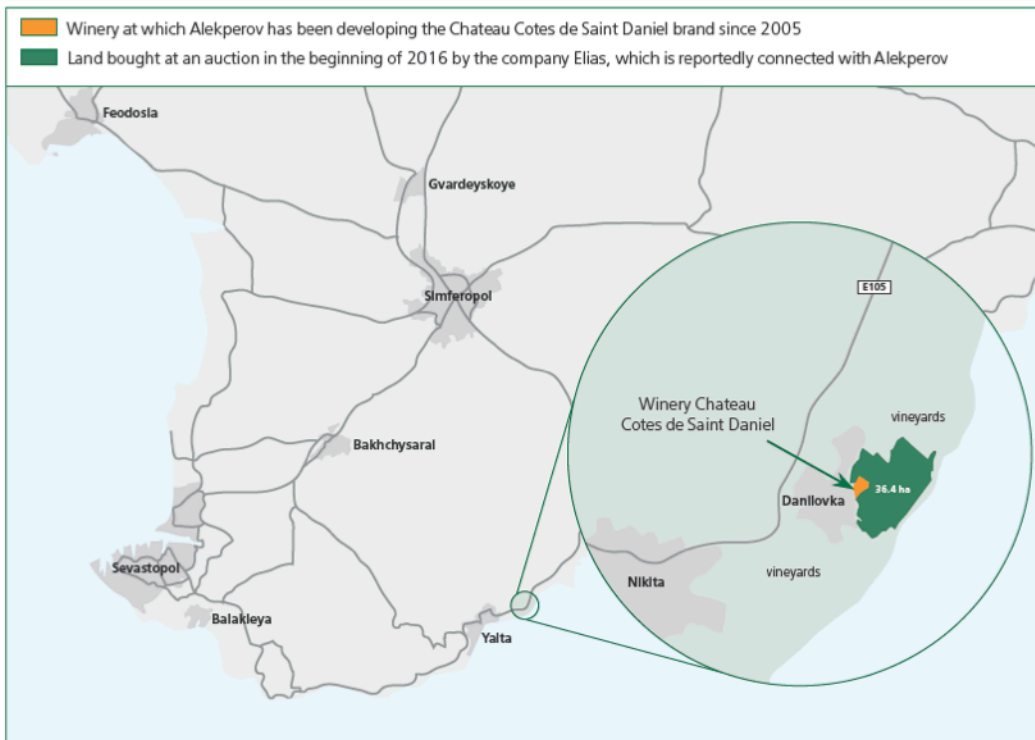 Winery at which Alekperov has been developing the Chateau Cotes de Saint Daniel brand since 2005
Land bought at an auction in the beginning of 2016 by the company Elias, which is reportedly connected with Alekperov
Feodosia
Gvardeyskoye
Simferopol
E105
Winery Chateau
Cotes de Saint Daniel
vineyards
Bakhchysaral
36.4 ha
Danilovka
vineyards
Nikita
Sevastopol
Balakleya
Yalta